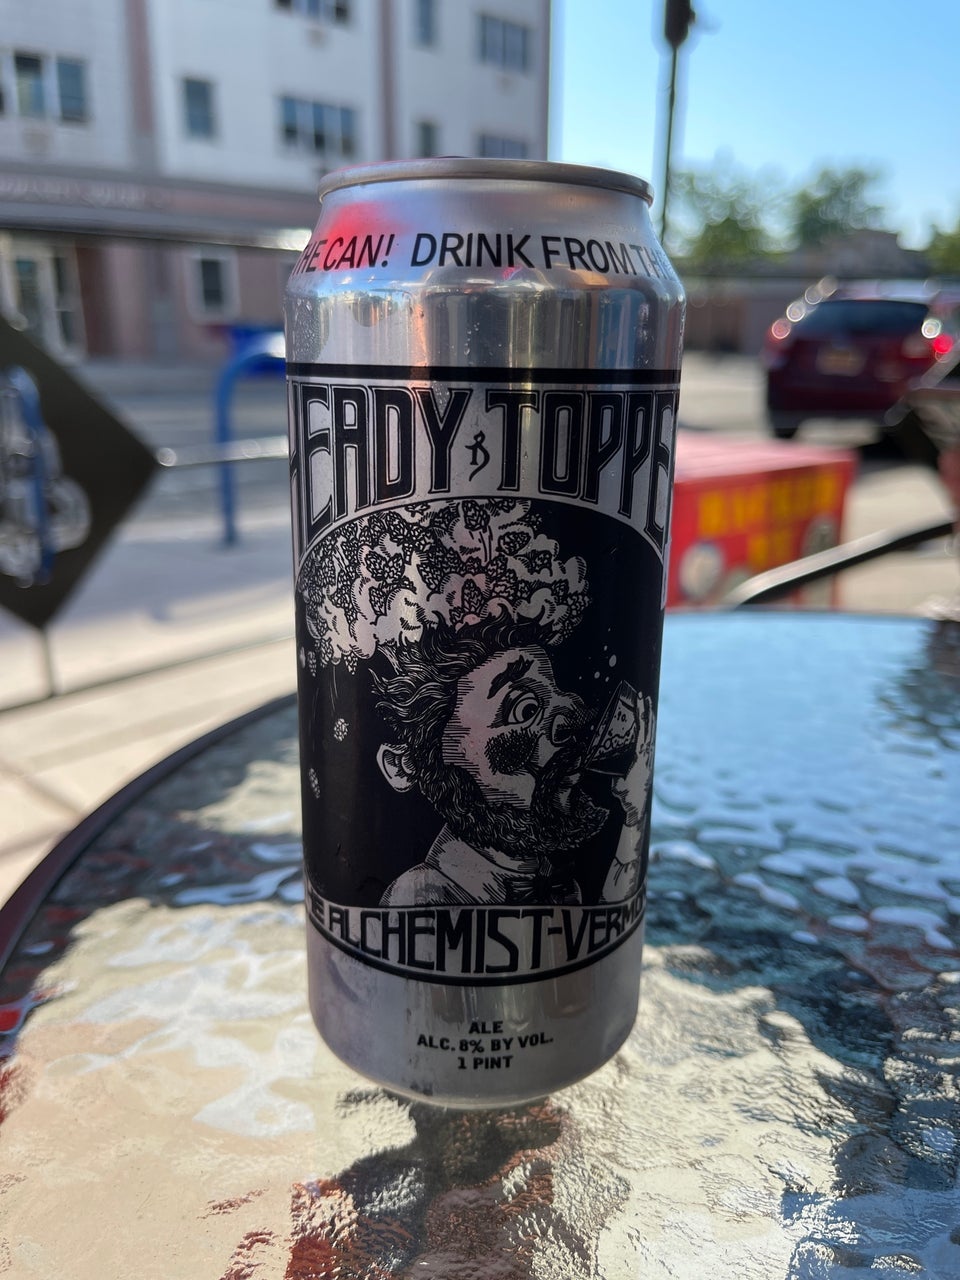 HE CAN! DRINK FROM TH
HEADY TOPPE
E ALCHEMIST-VERMO
ALE
ALC. 8% BY VOL.
1 PINT